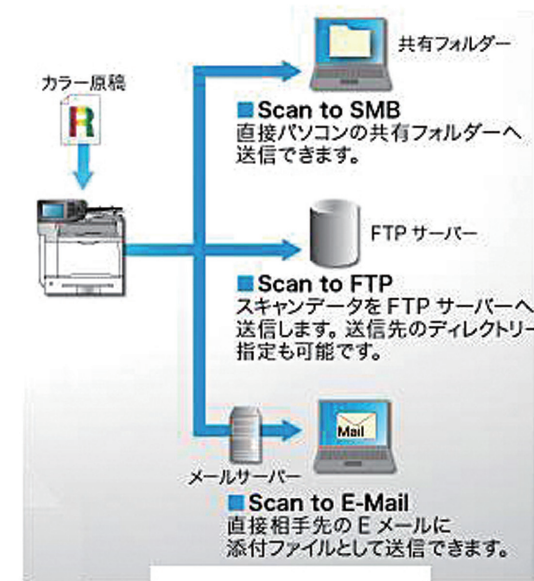 共有フォルダー
カラー原稿
R
■Scan to SMB
直接パソコンの共有フォルダーへ
送信できます。
FTP サーバー
■Scan to FTP
スキャンデータをFTP サーバーへ
送信します。送信先のディレクトリー
指定も可能です。
Mail
メールサーバー
■Scan to E-Mail
直接相手先の E メールに
添付ファイルとして送信できます。